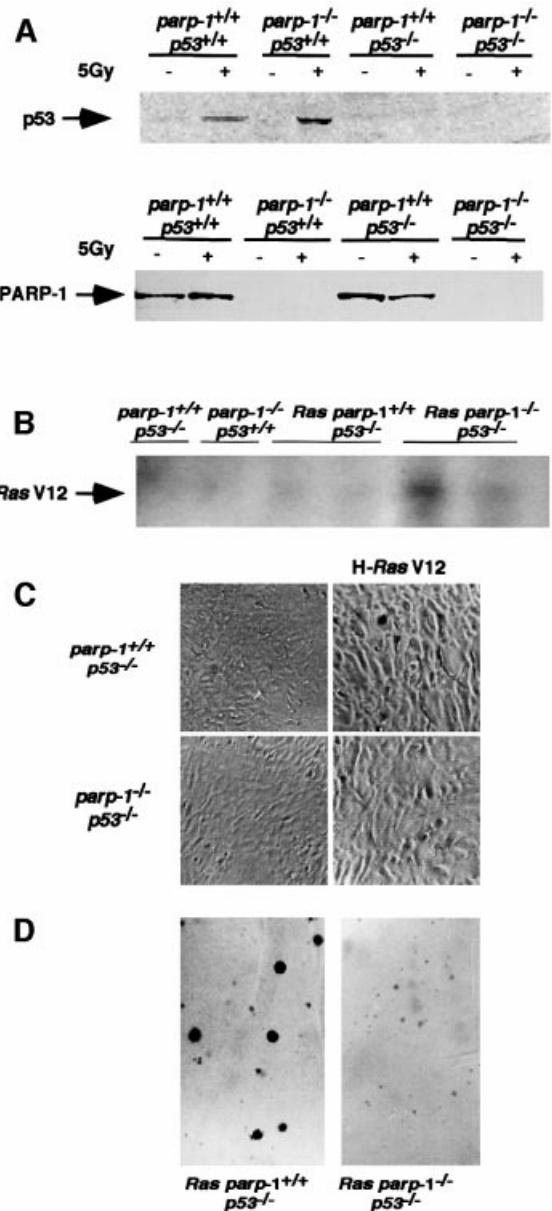 A
parp-1+/+ parp-1-/- parp-1+/+ parp-1-/-
p53+/+ p53+/+ p53-/- p53-/-
5Gy - + - + - + - +
p53
parp-1+/+ parp-1-/- parp-1+/+ parp-1-/-
p53+/+ p53+/+ p53-/- p53-/-
5Gy - + - + - + - +
PARP-1
B
parp-1+/+ parp-1-/- Ras parp-1+/+ Ras parp-1-/-
p53-/- p53+/+ p53-/- p53-/-
Ras V12
H-Ras V12
C
parp-1+/+
p53-/-
parp-1-/-
p53-/-
D
Ras parp-1+/+ Ras parp-1-/-
p53-/- p53-/-